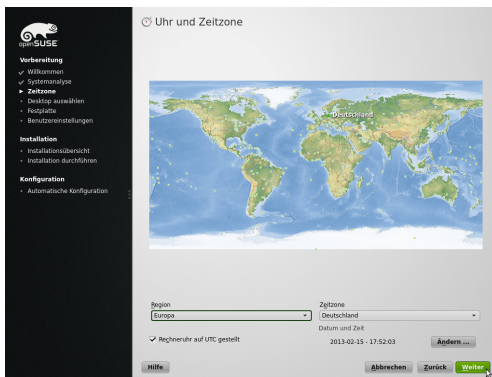 openSUSE
Uhr und Zeitzone
Vorbereitung
Willkommen
Systemanalyse
Zeitzone
Desktop auswählen
Festplatte
Benutzereinstellungen
Installation
Installationsübersicht
Installation durchführen
Konfiguration
Automatische Konfiguration
Deutschland
Region
Europa
Zeitzone
Deutschland
Rechneruhr auf UTC gestellt
Datum und Zeit
2013-02-15 - 17:52:03
Ändern ...
Hilfe
Abbrechen
Zurück
Weiter